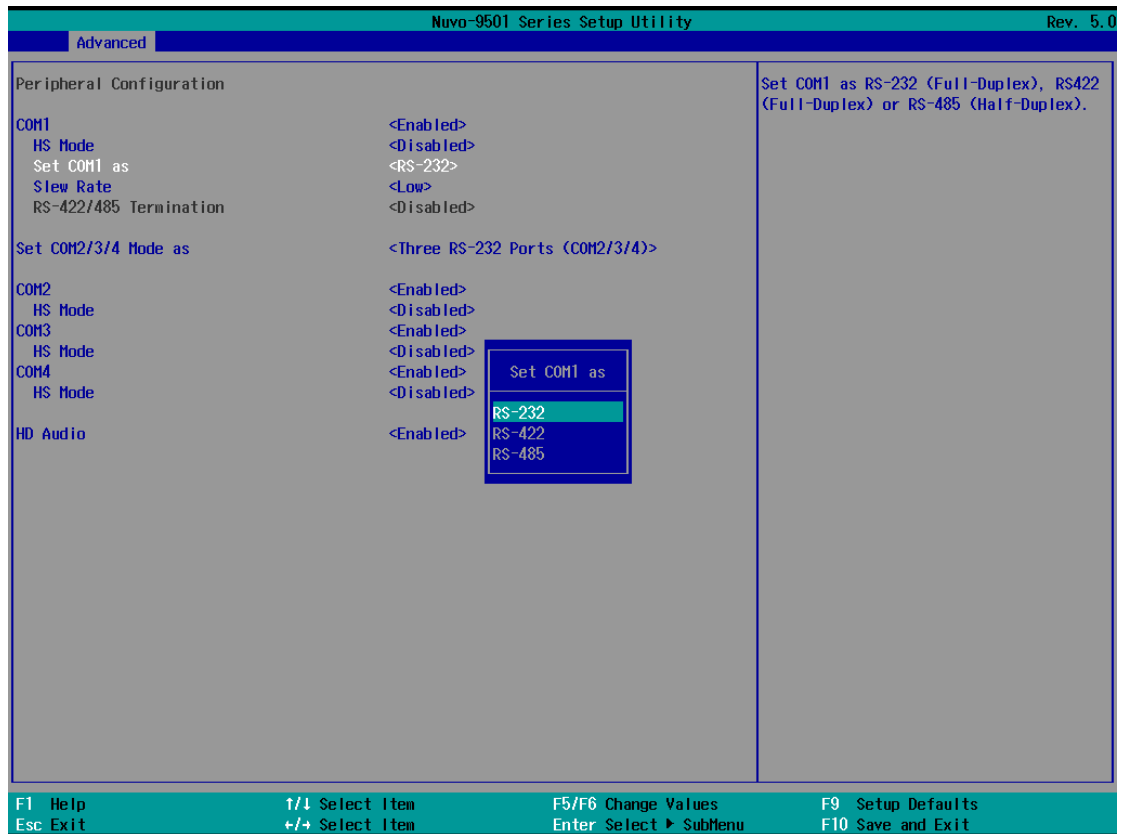 Nuvo-9501 Series Setup Utility Rev. 5.0
Advanced
Peripheral Configuration
COM1 <Enabled>
HS Mode <Disabled>
Set COM1 as <RS-232>
Slew Rate <Low>
RS-422/485 Termination <Disabled>
Set COM2/3/4 Mode as <Three RS-232 Ports (COM2/3/4)>
COM2 <Enabled>
HS Mode <Disabled>
COM3 <Enabled>
HS Mode <Disabled>
COM4 <Enabled>
HS Mode <Disabled>
HD Audio <Enabled>
Set COM1 as
RS-232
RS-422
RS-485
Set COM1 as RS-232 (Full-Duplex), RS422
(Full-Duplex) or RS-485 (Half-Duplex).
F1 Help ↑/↓ Select Item F5/F6 Change Values F9 Setup Defaults
Esc Exit ←/→ Select Item Enter Select ▶ SubMenu F10 Save and Exit